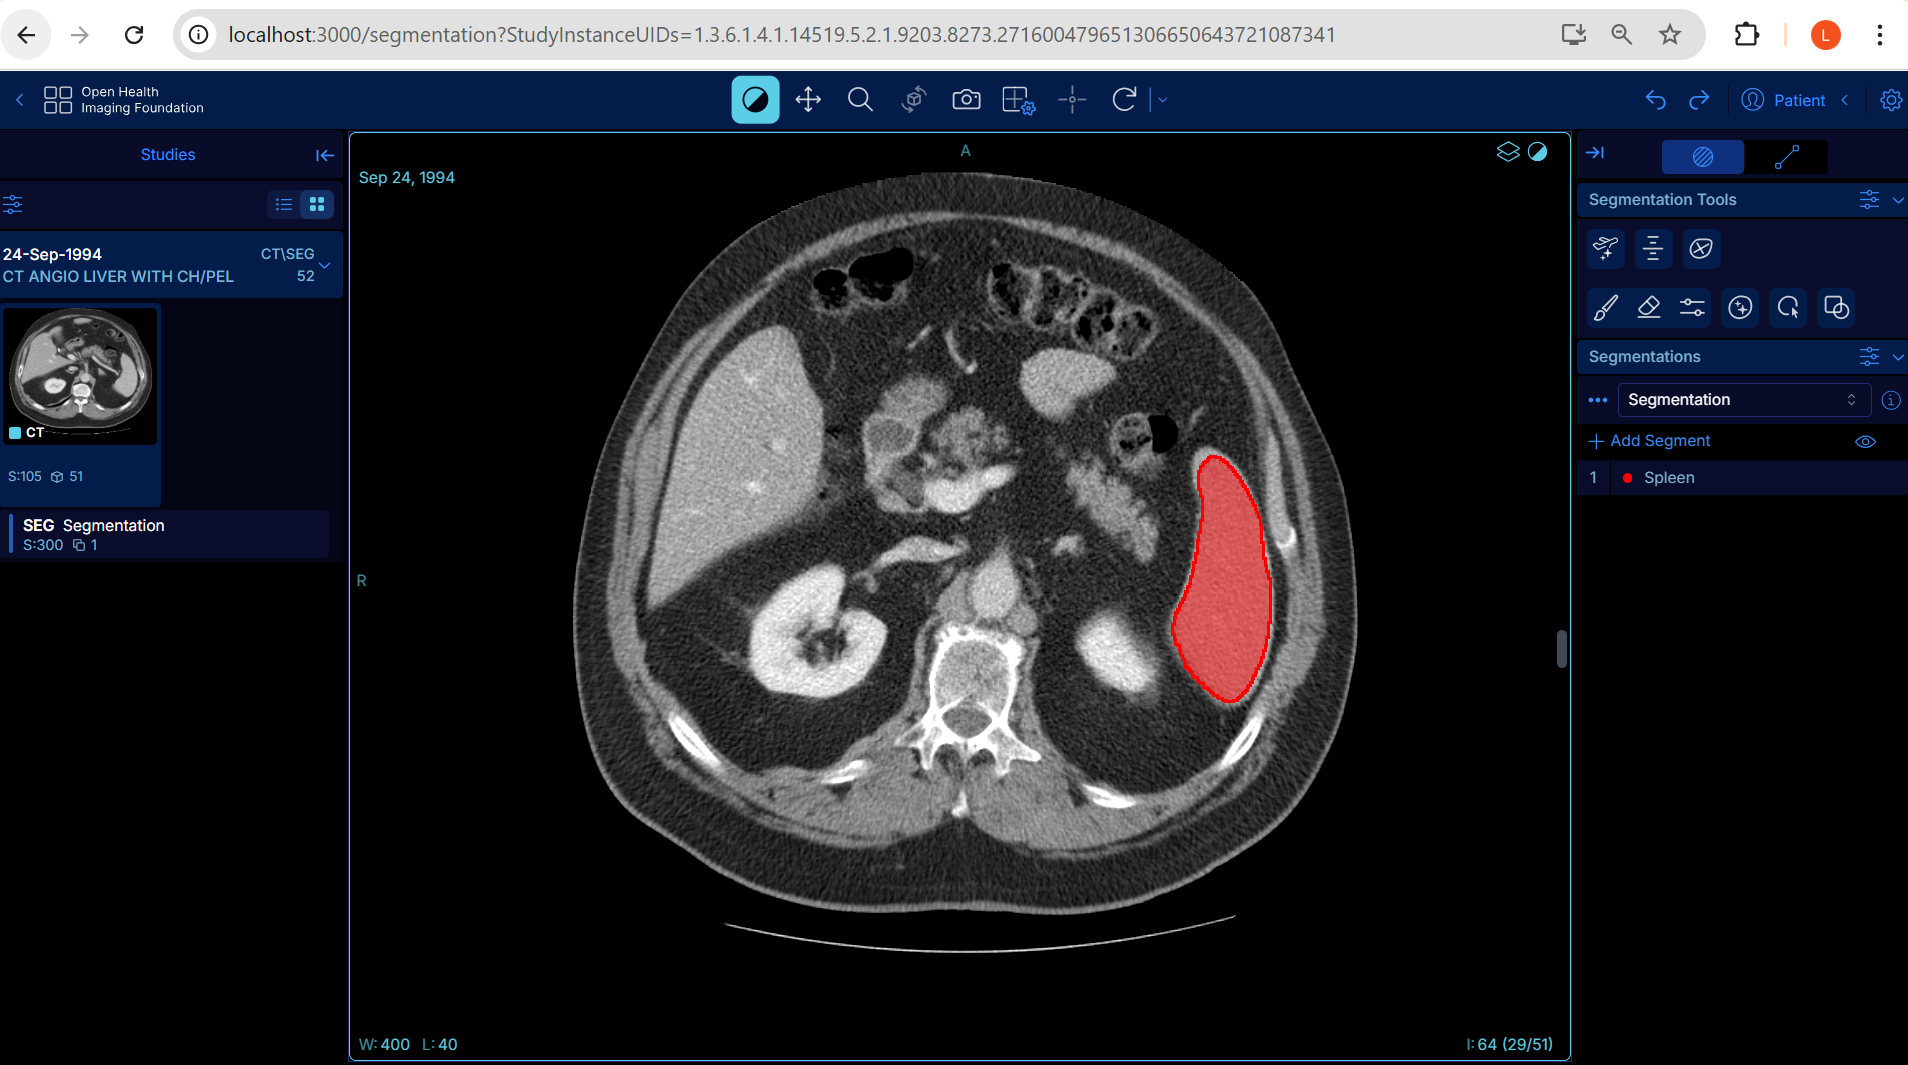 localhost:3000/segmentation?StudyInstanceUIDs=1.3.6.1.4.1.14519.5.2.1.9203.8273.271600479651306650643721087341
L
Open Health
Imaging Foundation
Patient
Studies
24-Sep-1994
CT\SEG
CT ANGIO LIVER WITH CH/PEL
52
CT
S:105
51
SEG Segmentation
S:300
1
A
Sep 24, 1994
R
W: 400 L: 40
I: 64 (29/51)
Segmentation Tools
Segmentations
Segmentation
Add Segment
1
Spleen